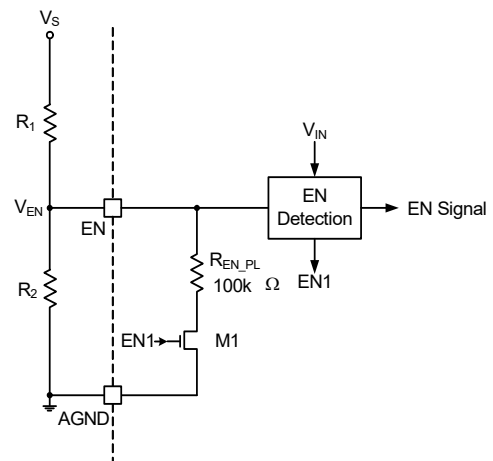 VS
R1
VIN
VEN
EN
EN
Detection
EN Signal
R2
REN_PL
100k Ω
EN1
EN1
M1
AGND